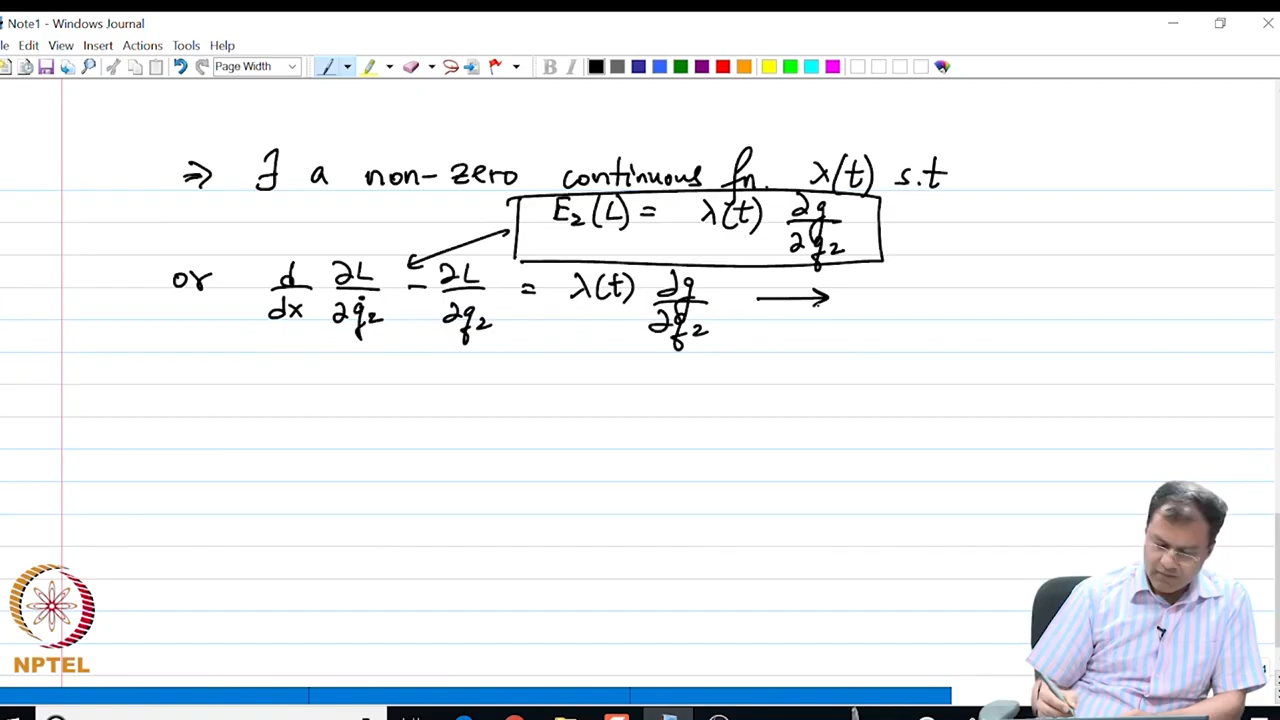 Note1 - Windows Journal
le Edit View Insert Actions Tools Help
Page Width
⇒ ∃ a non-zero continuous fn. λ(t) s.t
E₂(L) = λ(t) ∂g/∂q₂
or d/dx ∂L/∂q̇₂ - ∂L/∂q₂ = λ(t) ∂g/∂q₂ →
NPTEL